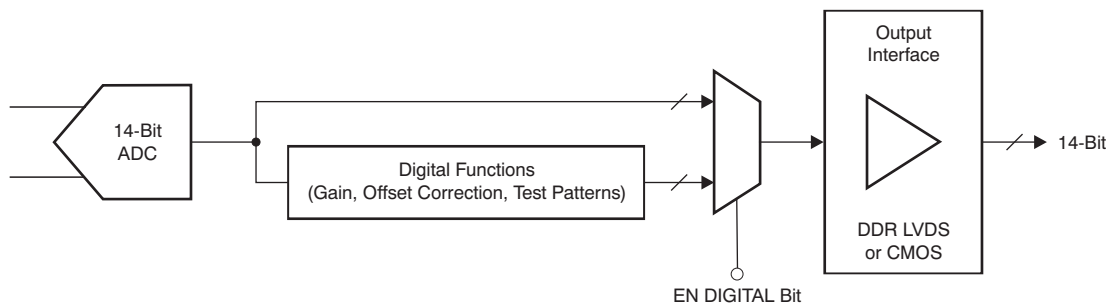 14-Bit
ADC
Digital Functions
(Gain, Offset Correction, Test Patterns)
EN DIGITAL Bit
Output
Interface
DDR LVDS
or CMOS
14-Bit